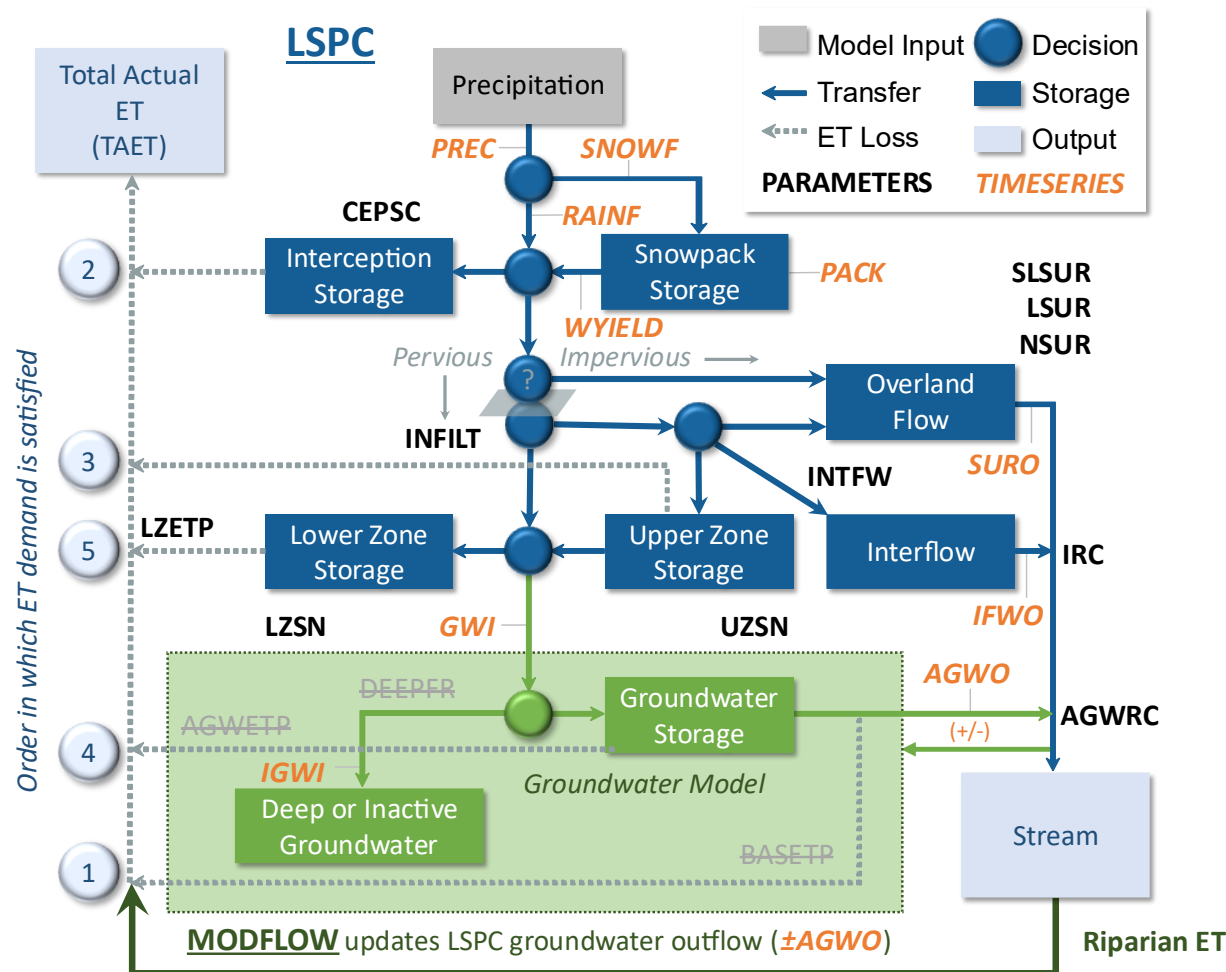 LSPC
Model Input
Decision
Transfer
Storage
ET Loss
Output
PARAMETERS
TIMESERIES
Total Actual
ET
(TAET)
Precipitation
PREC
SNOWF
CEPSC
RAINF
2
Interception
Storage
Snowpack
Storage
PACK
SLSUR
LSUR
NSUR
WYIELD
Pervious
Impervious
?
Overland
Flow
INFILT
3
SURO
INTFW
LZETP
5
Lower Zone
Storage
Upper Zone
Storage
Interflow
IRC
IFWO
LZSN
GWI
UZSN
Order in which ET demand is satisfied
DEEPFR
Groundwater
Storage
AGWO
AGWRC
(+/-)
AGWETP
4
IGWI
Groundwater Model
Deep or Inactive
Groundwater
Stream
BASETP
1
MODFLOW updates LSPC groundwater outflow (±AGWO)
Riparian ET